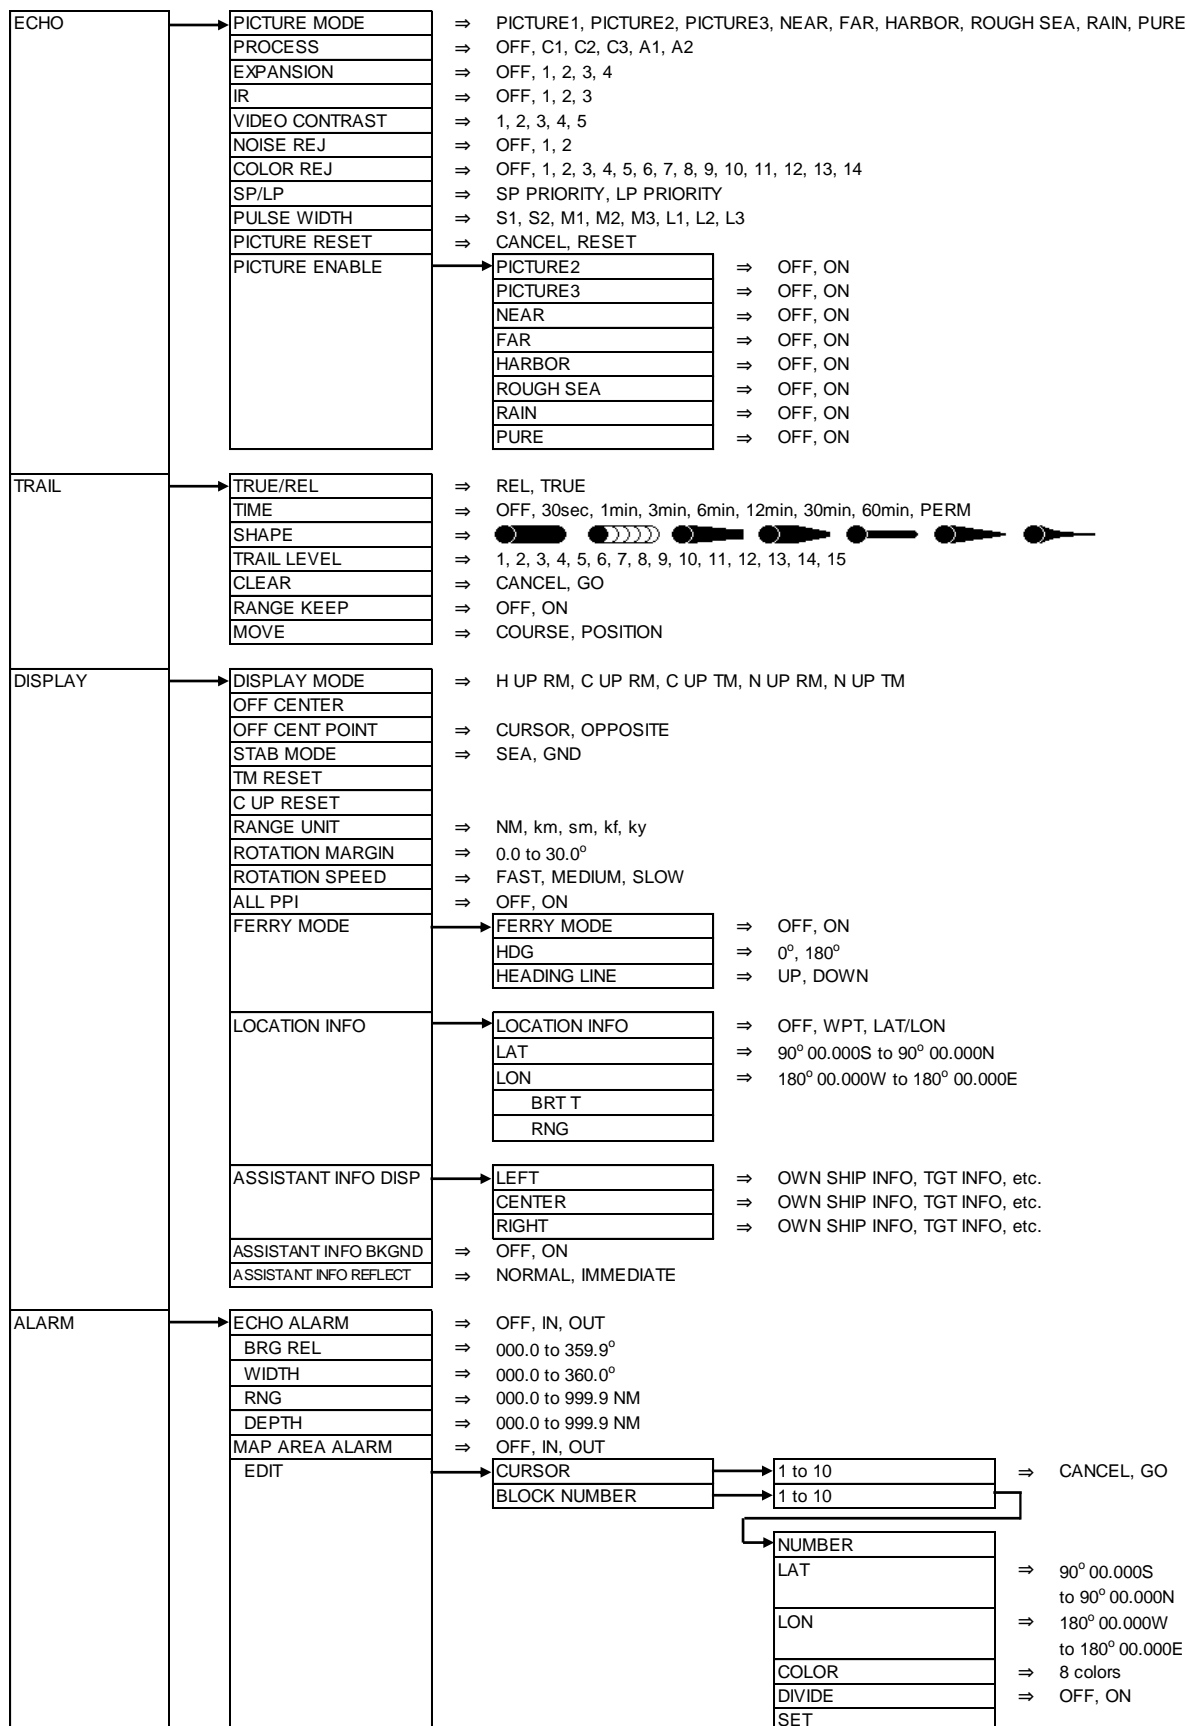 ECHO PICTURE MODE ⇒ PICTURE1, PICTURE2, PICTURE3, NEAR, FAR, HARBOR, ROUGH SEA, RAIN, PURE
PROCESS ⇒ OFF, C1, C2, C3, A1, A2
EXPANSION ⇒ OFF, 1, 2, 3, 4
IR ⇒ OFF, 1, 2, 3
VIDEO CONTRAST ⇒ 1, 2, 3, 4, 5
NOISE REJ ⇒ OFF, 1, 2
COLOR REJ ⇒ OFF, 1, 2, 3, 4, 5, 6, 7, 8, 9, 10, 11, 12, 13, 14
SP/LP ⇒ SP PRIORITY, LP PRIORITY
PULSE WIDTH ⇒ S1, S2, M1, M2, M3, L1, L2, L3
PICTURE RESET ⇒ CANCEL, RESET
PICTURE ENABLE PICTURE2 ⇒ OFF, ON
PICTURE3 ⇒ OFF, ON
NEAR ⇒ OFF, ON
FAR ⇒ OFF, ON
HARBOR ⇒ OFF, ON
ROUGH SEA ⇒ OFF, ON
RAIN ⇒ OFF, ON
PURE ⇒ OFF, ON
TRAIL TRUE/REL ⇒ REL, TRUE
TIME ⇒ OFF, 30sec, 1min, 3min, 6min, 12min, 30min, 60min, PERM
SHAPE ⇒
TRAIL LEVEL ⇒ 1, 2, 3, 4, 5, 6, 7, 8, 9, 10, 11, 12, 13, 14, 15
CLEAR ⇒ CANCEL, GO
RANGE KEEP ⇒ OFF, ON
MOVE ⇒ COURSE, POSITION
DISPLAY DISPLAY MODE ⇒ H UP RM, C UP RM, C UP TM, N UP RM, N UP TM
OFF CENTER
OFF CENT POINT ⇒ CURSOR, OPPOSITE
STAB MODE ⇒ SEA, GND
TM RESET
C UP RESET
RANGE UNIT ⇒ NM, km, sm, kf, ky
ROTATION MARGIN ⇒ 0.0 to 30.0°
ROTATION SPEED ⇒ FAST, MEDIUM, SLOW
ALL PPI ⇒ OFF, ON
FERRY MODE FERRY MODE ⇒ OFF, ON
HDG ⇒ 0°, 180°
HEADING LINE ⇒ UP, DOWN
LOCATION INFO LOCATION INFO ⇒ OFF, WPT, LAT/LON
LAT ⇒ 90° 00.000S to 90° 00.000N
LON ⇒ 180° 00.000W to 180° 00.000E
BRT T
RNG
ASSISTANT INFO DISP LEFT ⇒ OWN SHIP INFO, TGT INFO, etc.
CENTER ⇒ OWN SHIP INFO, TGT INFO, etc.
RIGHT ⇒ OWN SHIP INFO, TGT INFO, etc.
ASSISTANT INFO BKGND ⇒ OFF, ON
ASSISTANT INFO REFLECT ⇒ NORMAL, IMMEDIATE
ALARM ECHO ALARM ⇒ OFF, IN, OUT
BRG REL ⇒ 000.0 to 359.9°
WIDTH ⇒ 000.0 to 360.0°
RNG ⇒ 000.0 to 999.9 NM
DEPTH ⇒ 000.0 to 999.9 NM
MAP AREA ALARM ⇒ OFF, IN, OUT
EDIT CURSOR 1 to 10 ⇒ CANCEL, GO
BLOCK NUMBER 1 to 10
NUMBER
LAT ⇒ 90° 00.000S
to 90° 00.000N
LON ⇒ 180° 00.000W
to 180° 00.000E
COLOR ⇒ 8 colors
DIVIDE ⇒ OFF, ON
SET